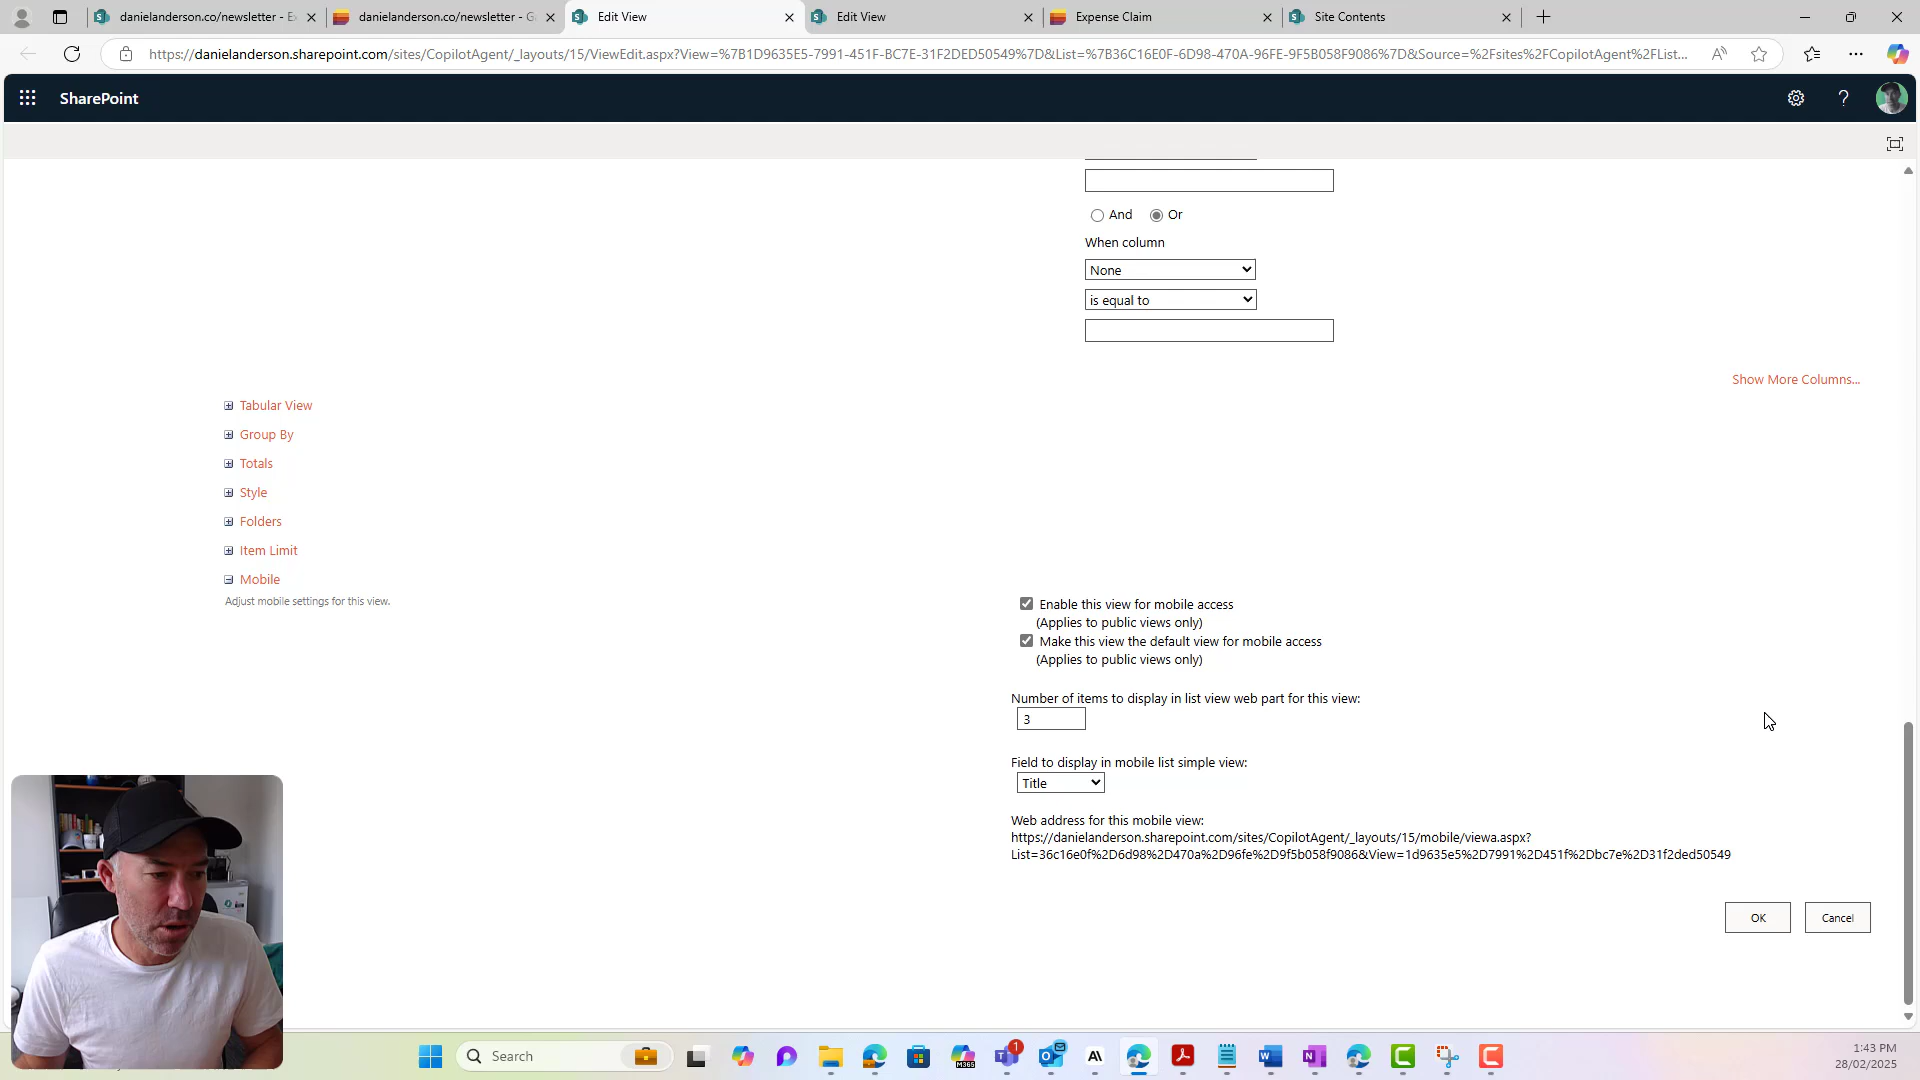 danielanderson.co/newsletter - E
danielanderson.co/newsletter - G
Edit View
Edit View
Expense Claim
Site Contents
https://danielanderson.sharepoint.com/sites/CopilotAgent/_layouts/15/ViewEdit.aspx?View=%7B1D9635E5-7991-451F-BC7E-31F2DED50549%7D&List=%7B36C16E0F-6D98-470A-96FE-9F5B058F9086%7D&Source=%2Fsites%2FCopilotAgent%2FList...
SharePoint
And
Or
When column
None
is equal to
Show More Columns...
Tabular View
Group By
Totals
Style
Folders
Item Limit
Mobile
Adjust mobile settings for this view.
Enable this view for mobile access
(Applies to public views only)
Make this view the default view for mobile access
(Applies to public views only)
Number of items to display in list view web part for this view:
3
Field to display in mobile list simple view:
Title
Web address for this mobile view:
https://danielanderson.sharepoint.com/sites/CopilotAgent/_layouts/15/mobile/viewa.aspx?
List=36c16e0f%2D6d98%2D470a%2D96fe%2D9f5b058f9086&View=1d9635e5%2D7991%2D451f%2Dbc7e%2D31f2ded50549
OK
Cancel
Search
1
1:43 PM
28/02/2025